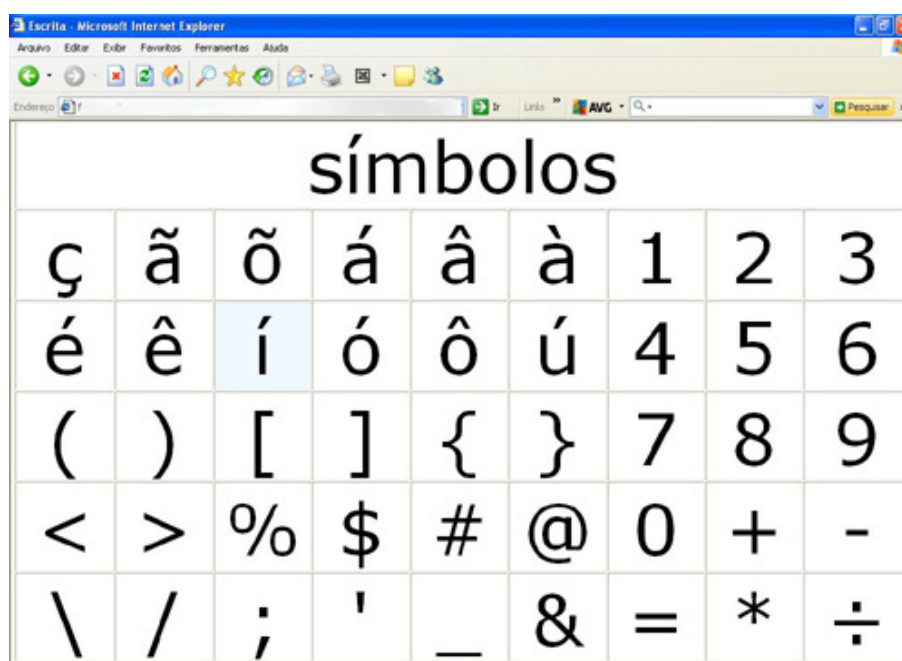 Escrita - Microsoft Internet Explorer
Arquivo Editar Exibir Favoritos Ferramentas Ajuda
Endereço Ir Links » AVG Pesquisar
símbolos
ç ã õ á â à 1 2 3
é ê í ó ô ú 4 5 6
( ) [ ] { } 7 8 9
< > % $ # @ 0 + -
\ / ; ' _ & = * ÷